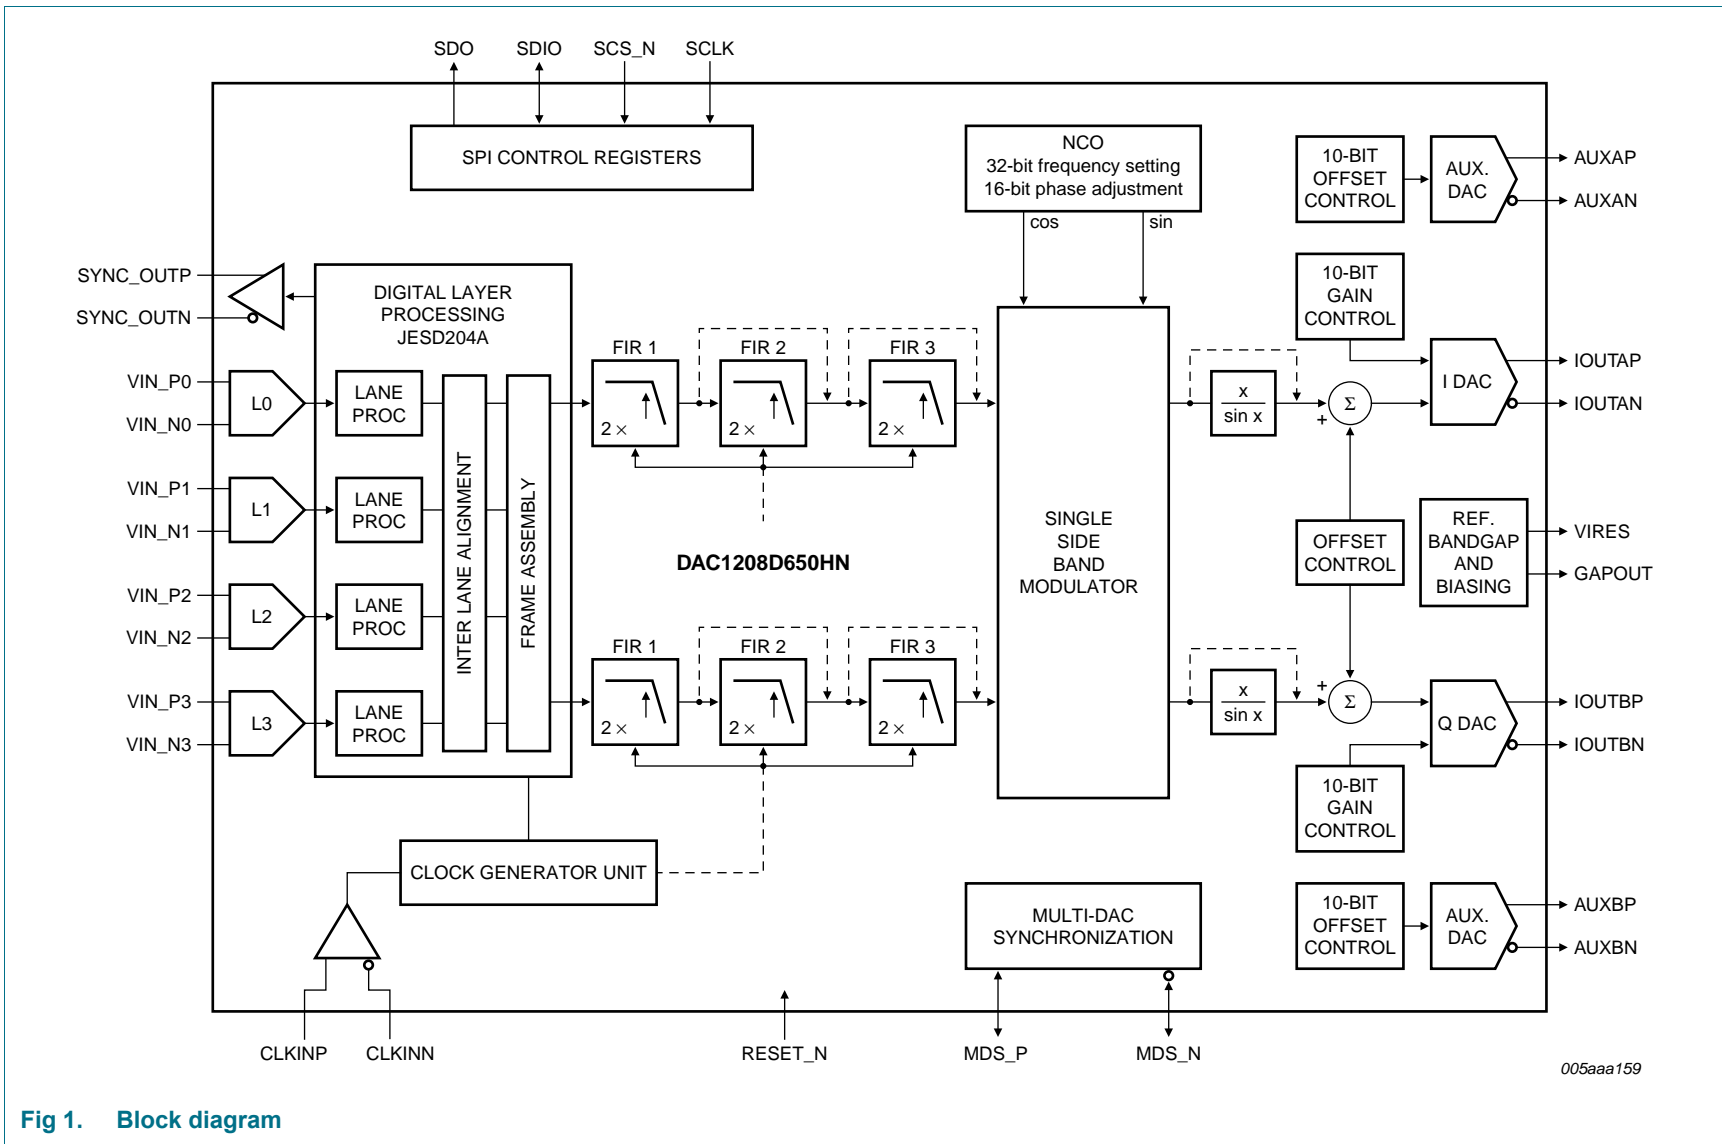 SDO SDIO SCS_N SCLK
SPI CONTROL REGISTERS
NCO
32-bit frequency setting
16-bit phase adjustment
cos sin
10-BIT
OFFSET
CONTROL
AUX.
DAC
AUXAP
AUXAN
SYNC_OUTP
SYNC_OUTN
DIGITAL LAYER
PROCESSING
JESD204A
10-BIT
GAIN
CONTROL
VIN_P0
VIN_N0
L0
LANE
PROC
VIN_P1
VIN_N1
L1
LANE
PROC
VIN_P2
VIN_N2
L2
LANE
PROC
VIN_P3
VIN_N3
L3
LANE
PROC
INTER LANE ALIGNMENT
FRAME ASSEMBLY
FIR 1
2 ×
FIR 2
2 ×
FIR 3
2 ×
DAC1208D650HN
FIR 1
2 ×
FIR 2
2 ×
FIR 3
2 ×
SINGLE
SIDE
BAND
MODULATOR
x
sin x
+
Σ
I DAC
IOUTAP
IOUTAN
OFFSET
CONTROL
REF.
BANDGAP
AND
BIASING
VIRES
GAPOUT
x
sin x
+
Σ
Q DAC
IOUTBP
IOUTBN
10-BIT
GAIN
CONTROL
CLOCK GENERATOR UNIT
MULTI-DAC
SYNCHRONIZATION
10-BIT
OFFSET
CONTROL
AUX.
DAC
AUXBP
AUXBN
CLKINP CLKINN RESET_N MDS_P MDS_N
005aaa159
Fig 1. Block diagram